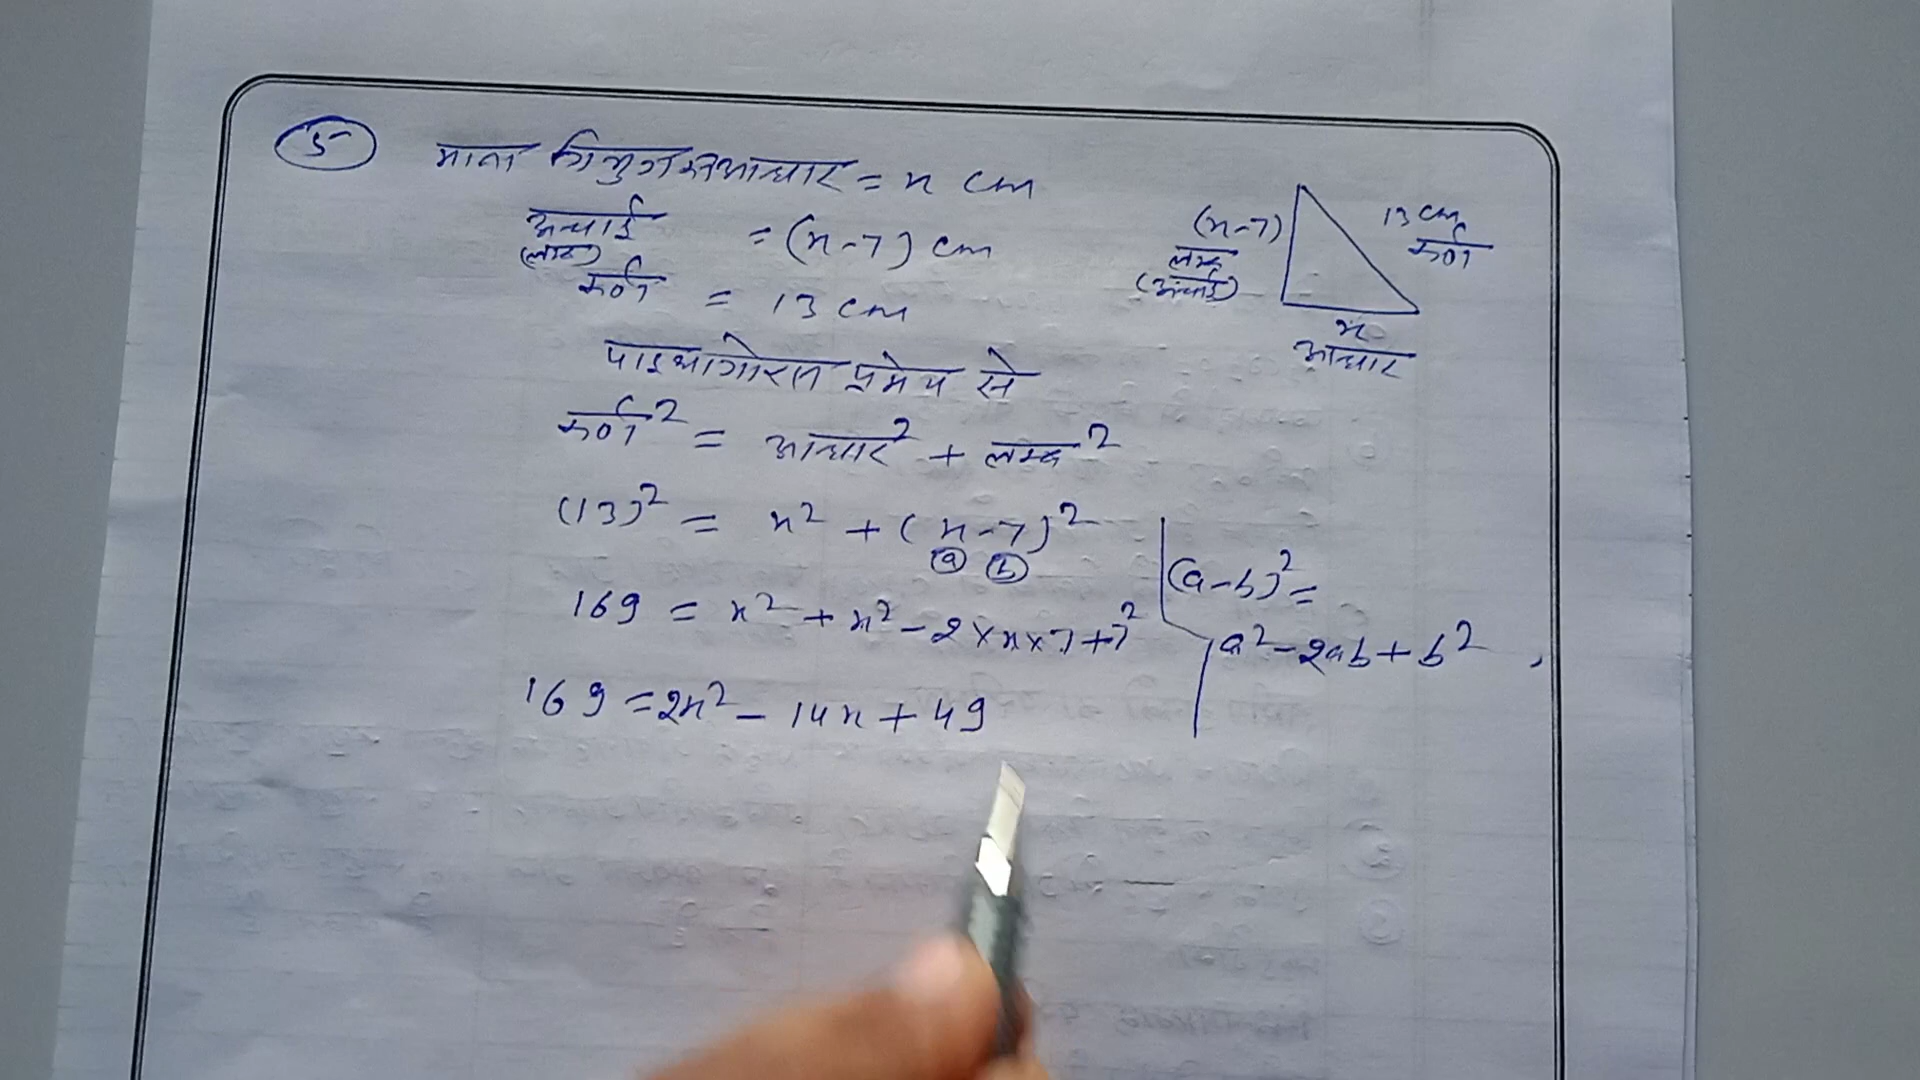 5
माना त्रिभुज का आधार = x cm
ऊंचाई = (x-7) cm
(लम्ब)
कर्ण = 13 cm
(x-7)
लम्ब
(ऊंचाई)
13 cm
कर्ण
x
आधार
पाइथागोरस प्रमेय से
कर्ण² = आधार² + लम्ब²
(13)² = x² + (x-7)²
a b
169 = x² + x² - 2×x×7+7²
169 = 2x² - 14x + 49
(a-b)² =
a² - 2ab + b²